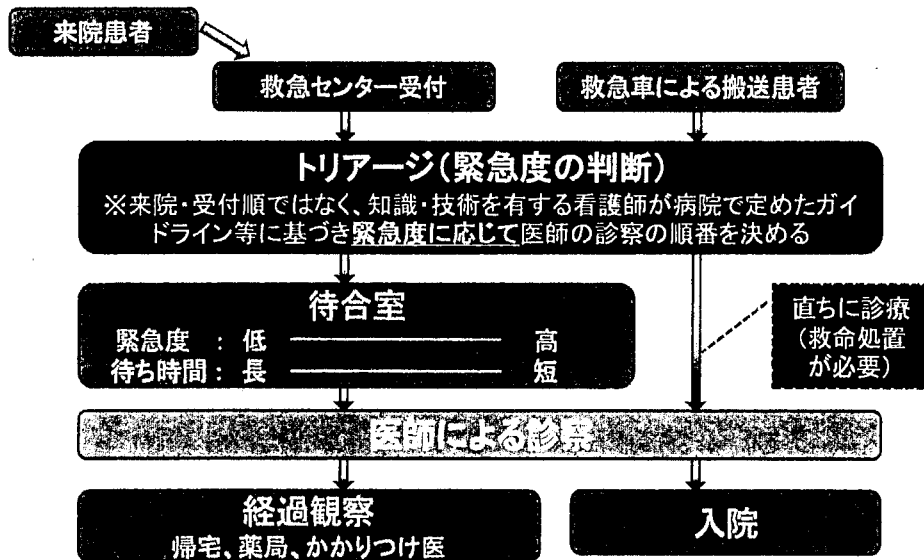 来院患者
救急センター受付
救急車による搬送患者
トリアージ(緊急度の判断)
※来院・受付順ではなく、知識・技術を有する看護師が病院で定めたガイ
ドライン等に基づき緊急度に応じて医師の診察の順番を決める
待合室
緊急度 : 低 高
待ち時間 : 長 短
直ちに診療
(救命処置
が必要)
医師による診察
経過観察
帰宅、薬局、かかりつけ医
入院